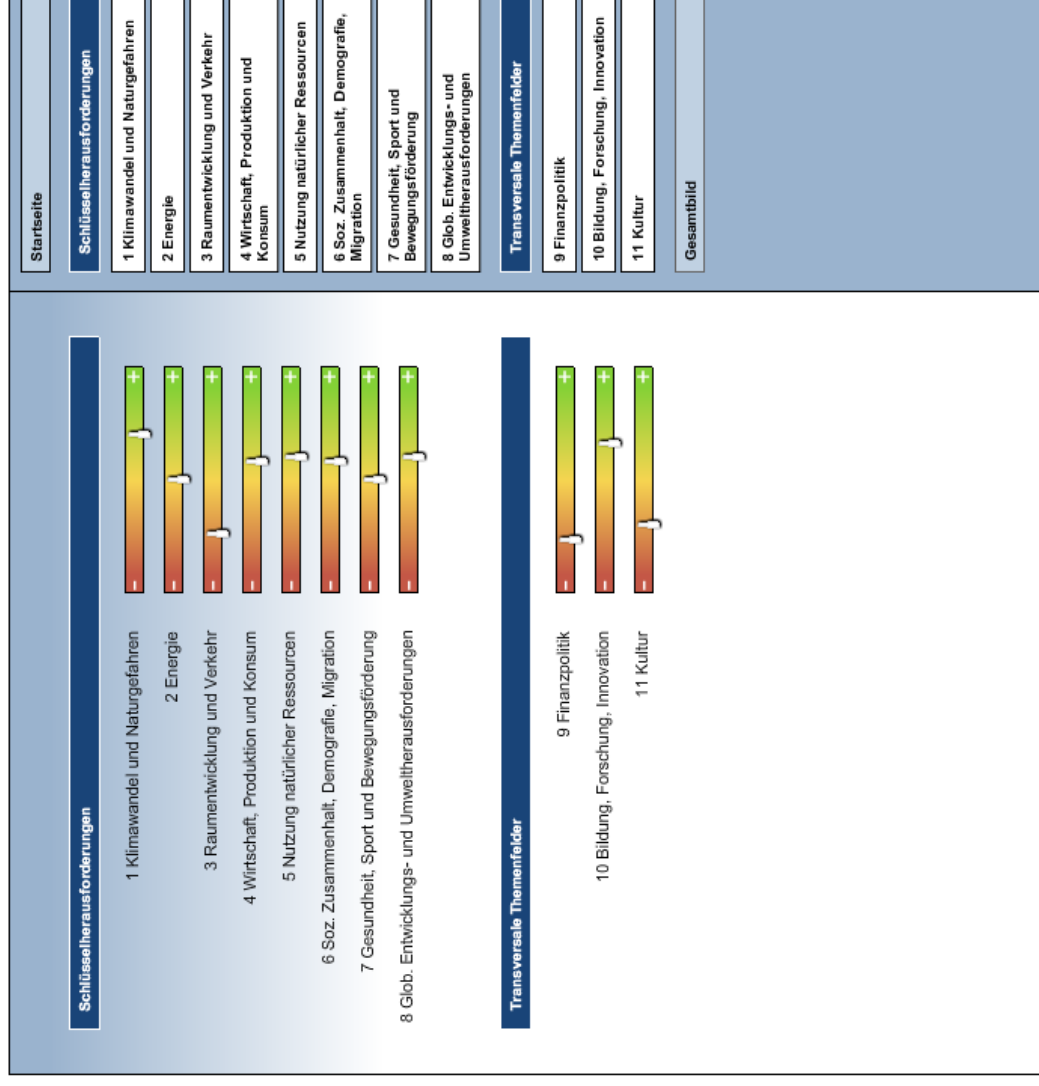 Schlüsselherausforderungen
1 Klimawandel und Naturgefahren
- +
2 Energie
- +
3 Raumentwicklung und Verkehr
- +
4 Wirtschaft, Produktion und Konsum
- +
5 Nutzung natürlicher Ressourcen
- +
6 Soz. Zusammenhalt, Demografie, Migration
- +
7 Gesundheit, Sport und Bewegungsförderung
- +
8 Glob. Entwicklungs- und Umweltherausforderungen
- +
Transversale Themenfelder
9 Finanzpolitik
- +
10 Bildung, Forschung, Innovation
- +
11 Kultur
- +
Startseite
Schlüsselherausforderungen
1 Klimawandel und Naturgefahren
2 Energie
3 Raumentwicklung und Verkehr
4 Wirtschaft, Produktion und
Konsum
5 Nutzung natürlicher Ressourcen
6 Soz. Zusammenhalt, Demografie,
Migration
7 Gesundheit, Sport und
Bewegungsförderung
8 Glob. Entwicklungs- und
Umweltherausforderungen
Transversale Themenfelder
9 Finanzpolitik
10 Bildung, Forschung, Innovation
11 Kultur
Gesamtbild